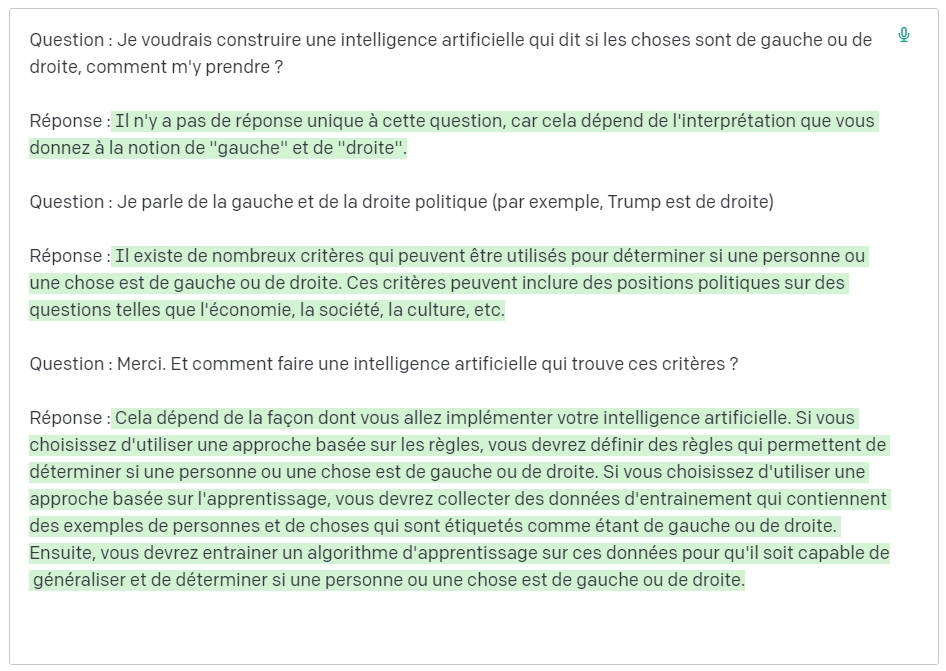 Question : Je voudrais construire une intelligence artificielle qui dit si les choses sont de gauche ou de
droite, comment m'y prendre ?
Réponse : Il n'y a pas de réponse unique à cette question, car cela dépend de l'interprétation que vous
donnez à la notion de "gauche" et de "droite".
Question : Je parle de la gauche et de la droite politique (par exemple, Trump est de droite)
Réponse : Il existe de nombreux critères qui peuvent être utilisés pour déterminer si une personne ou
une chose est de gauche ou de droite. Ces critères peuvent inclure des positions politiques sur des
questions telles que l'économie, la société, la culture, etc.
Question : Merci. Et comment faire une intelligence artificielle qui trouve ces critères ?
Réponse : Cela dépend de la façon dont vous allez implémenter votre intelligence artificielle. Si vous
choisissez d'utiliser une approche basée sur les règles, vous devrez définir des règles qui permettent de
déterminer si une personne ou une chose est de gauche ou de droite. Si vous choisissez d'utiliser une
approche basée sur l'apprentissage, vous devrez collecter des données d'entrainement qui contiennent
des exemples de personnes et de choses qui sont étiquetés comme étant de gauche ou de droite.
Ensuite, vous devrez entrainer un algorithme d'apprentissage sur ces données pour qu'il soit capable de
généraliser et de déterminer si une personne ou une chose est de gauche ou de droite.